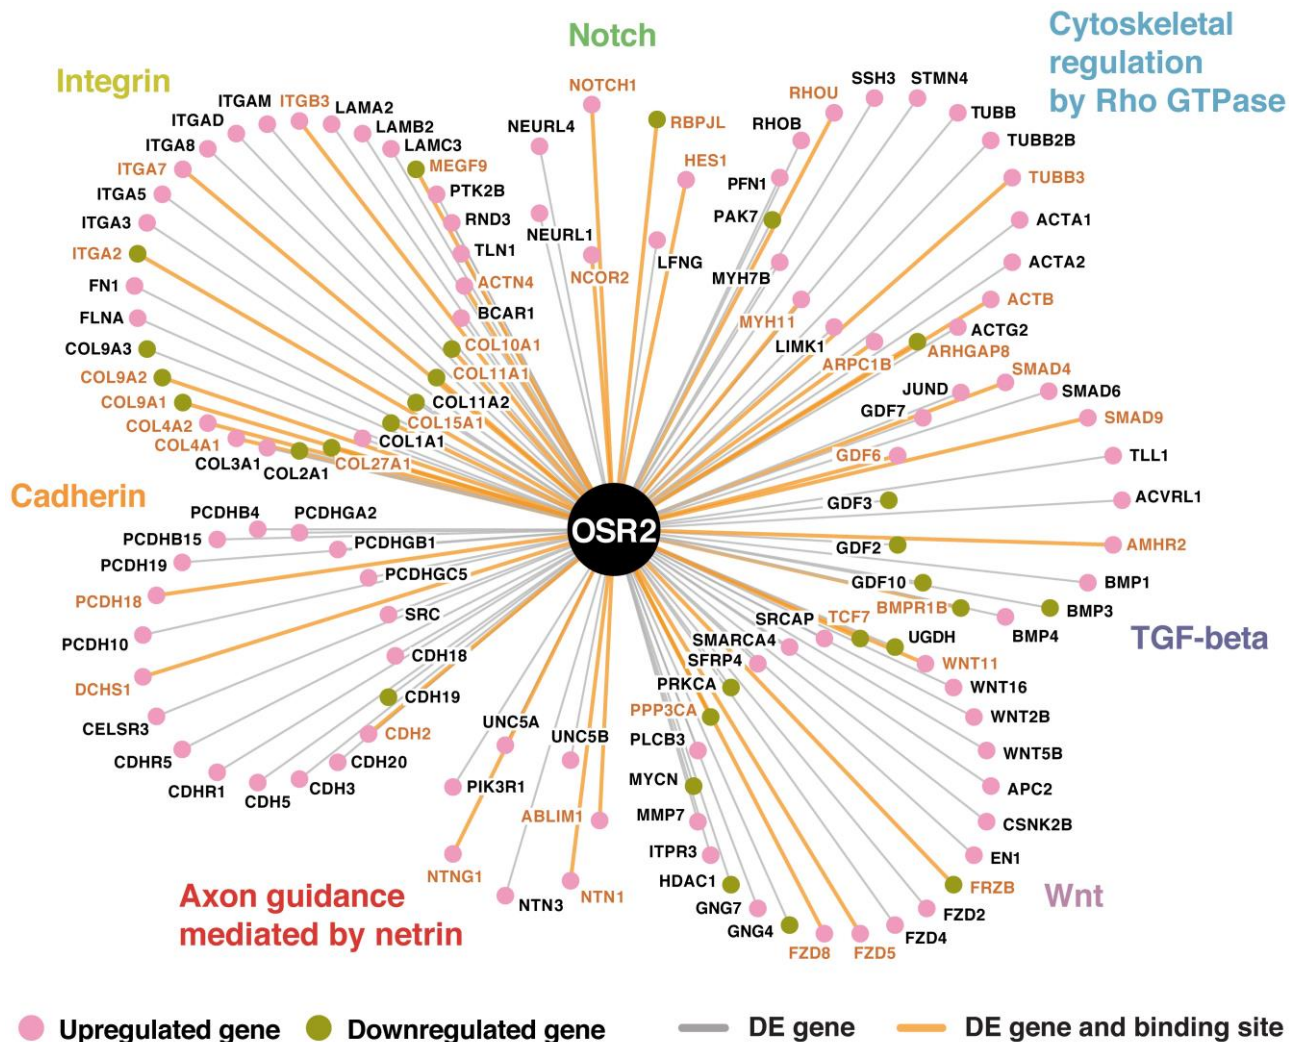 Notch
Cytoskeletal
regulation
by Rho GTPase
Integrin
ITGAM
ITGB3
LAMA2
ITGAD
LAMB2
ITGA8
LAMC3
ITGA7
MEGF9
ITGA5
PTK2B
ITGA3
RND3
ITGA2
TLN1
FN1
ACTN4
FLNA
BCAR1
COL9A3
COL10A1
COL9A2
COL11A1
COL9A1
COL11A2
COL4A2
COL15A1
COL4A1
COL1A1
COL3A1
COL2A1
COL27A1
NOTCH1
NEURL4
RBPJL
HES1
NEURL1
LFNG
NCOR2
SSH3
STMN4
RHOU
TUBB
RHOB
TUBB2B
PFN1
TUBB3
PAK7
ACTA1
MYH7B
ACTA2
MYH11
ACTB
LIMK1
ACTG2
ARPC1B
ARHGAP8
SMAD4
JUND
SMAD6
GDF7
SMAD9
GDF6
TLL1
GDF3
ACVRL1
GDF2
AMHR2
GDF10
BMP1
BMPR1B
BMP3
BMP4
TGF-beta
OSR2
Cadherin
PCDHB4
PCDHGA2
PCDHB15
PCDHGB1
PCDH19
PCDHGC5
PCDH18
SRC
PCDH10
CDH18
DCHS1
CDH19
CELSR3
CDH2
CDHR5
CDH20
CDHR1
CDH5
CDH3
UNC5A
UNC5B
PIK3R1
ABLIM1
NTNG1
NTN3
NTN1
Axon guidance
mediated by netrin
SRCAP
TCF7
SMARCA4
UGDH
SFRP4
WNT11
PRKCA
WNT16
PPP3CA
WNT2B
PLCB3
WNT5B
MYCN
APC2
MMP7
CSNK2B
ITPR3
EN1
HDAC1
FRZB
GNG7
FZD2
GNG4
FZD4
FZD8
FZD5
Wnt
Upregulated gene
Downregulated gene
DE gene
DE gene and binding site